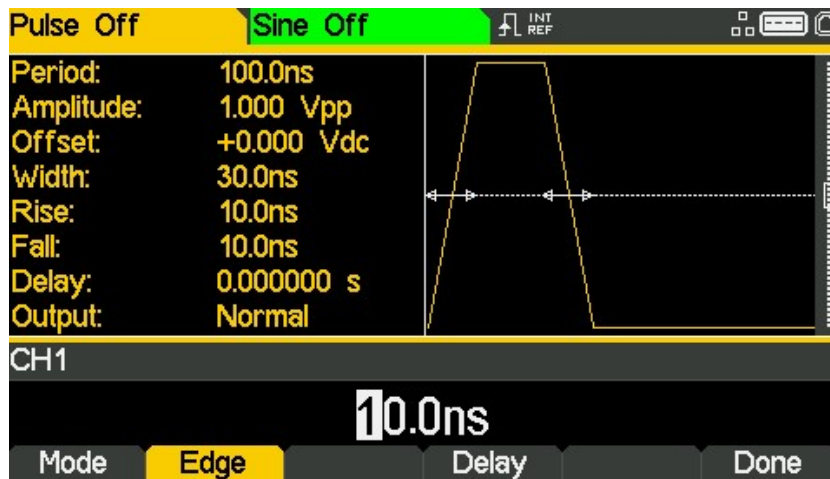 Pulse Off Sine Off INT REF
Period: 100.0ns
Amplitude: 1.000 Vpp
Offset: +0.000 Vdc
Width: 30.0ns
Rise: 10.0ns
Fall: 10.0ns
Delay: 0.000000 s
Output: Normal
CH1
10.0ns
Mode Edge Delay Done